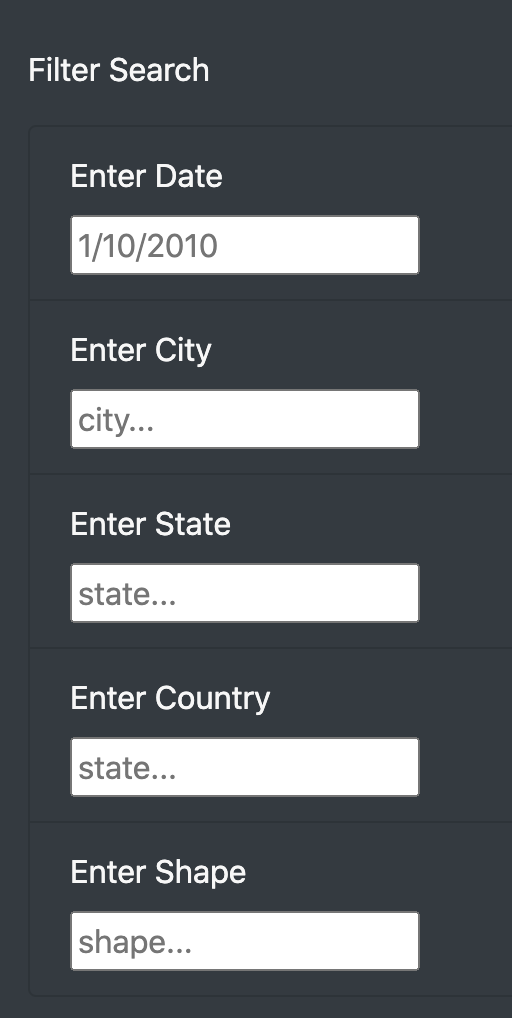 Filter Search
Enter Date
1/10/2010
Enter City
city...
Enter State
state...
Enter Country
state...
Enter Shape
shape...